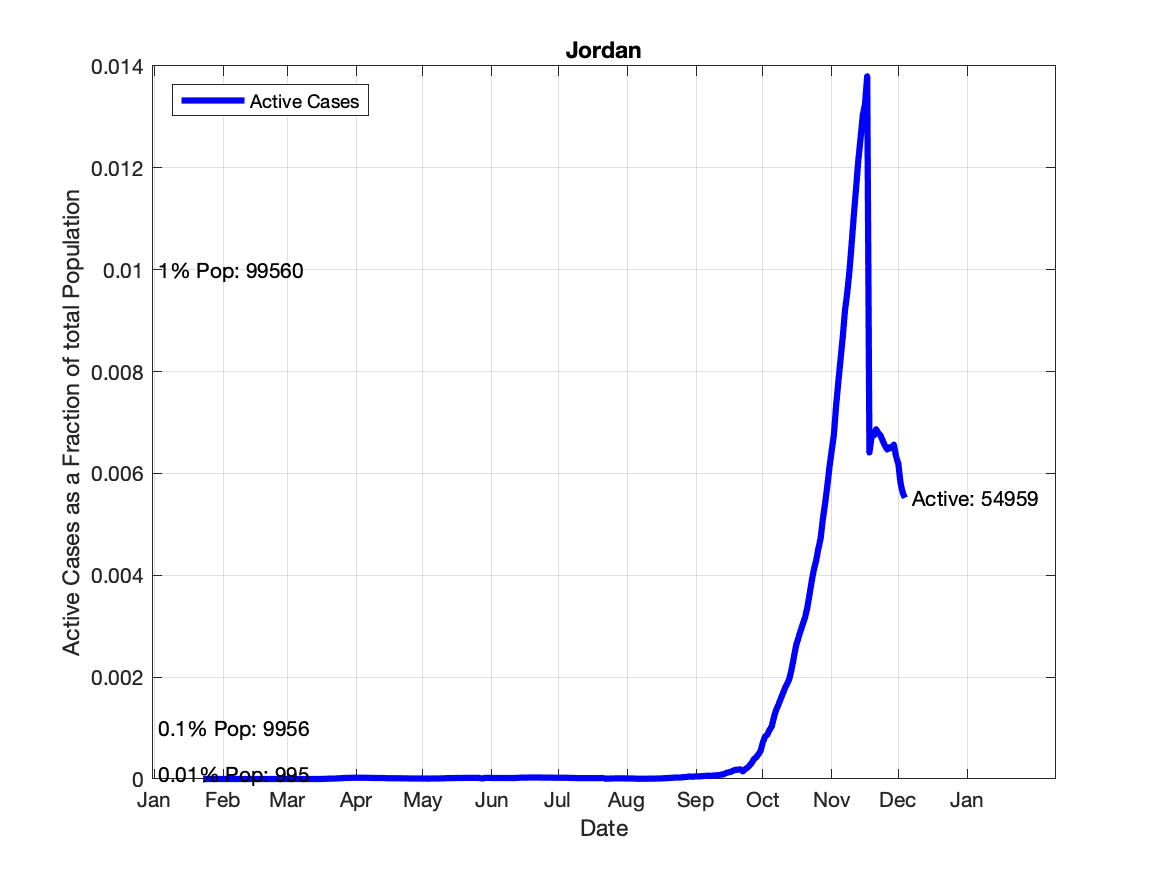 Jordan
0.014
Active Cases
0.012
0.01
1% Pop: 99560
0.008
0.006
Active: 54959
0.004
0.002
0.1% Pop: 9956
0.01% Pop: 995
0
Jan Feb Mar Apr May Jun Jul Aug Sep Oct Nov Dec Jan
Date
Active Cases as a Fraction of total Population